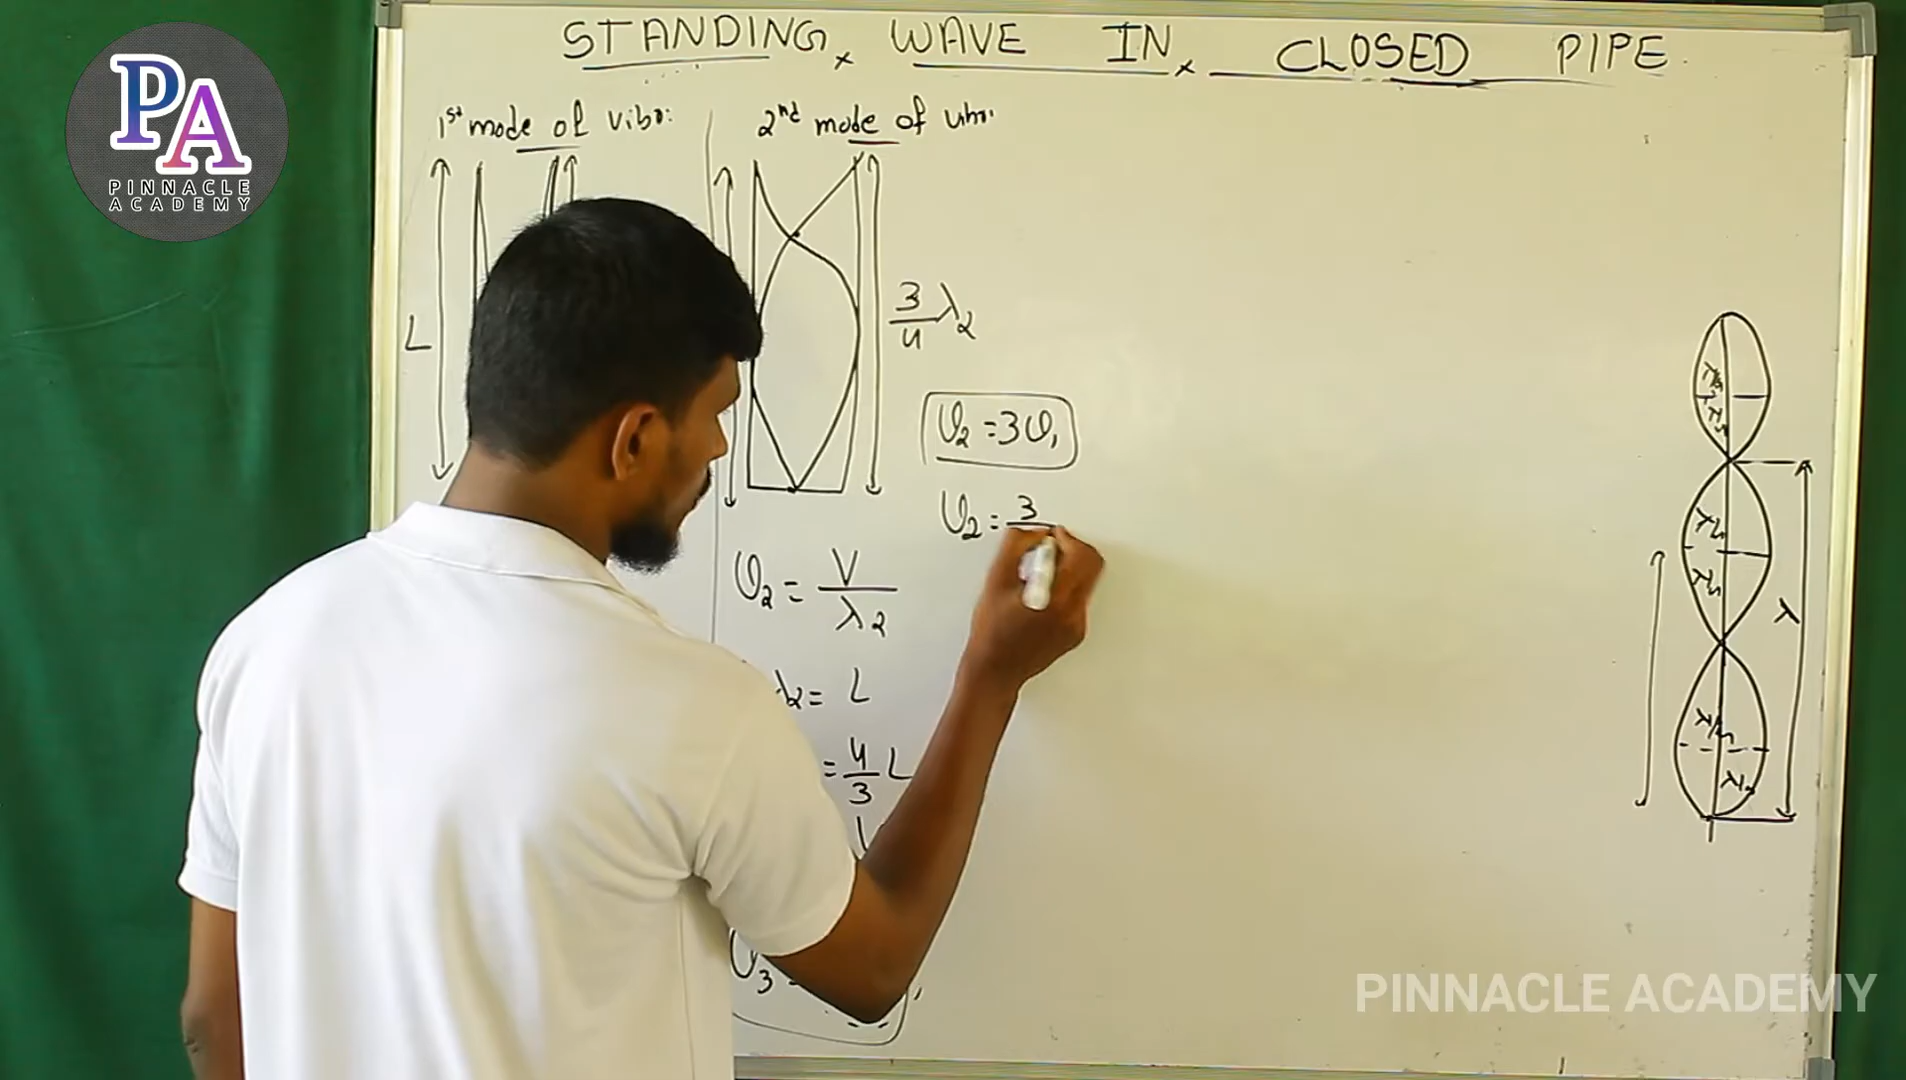 PA
PINNACLE
ACADEMY
STANDING WAVE IN CLOSED PIPE
1st mode of vibr:
L
2nd mode of vibr:
3/4 λ2
υ2 = 3υ1
υ2 = 3
υ2 = V/λ2
λ2 = L
= 4/3 L
υ3 =
λ
PINNACLE ACADEMY